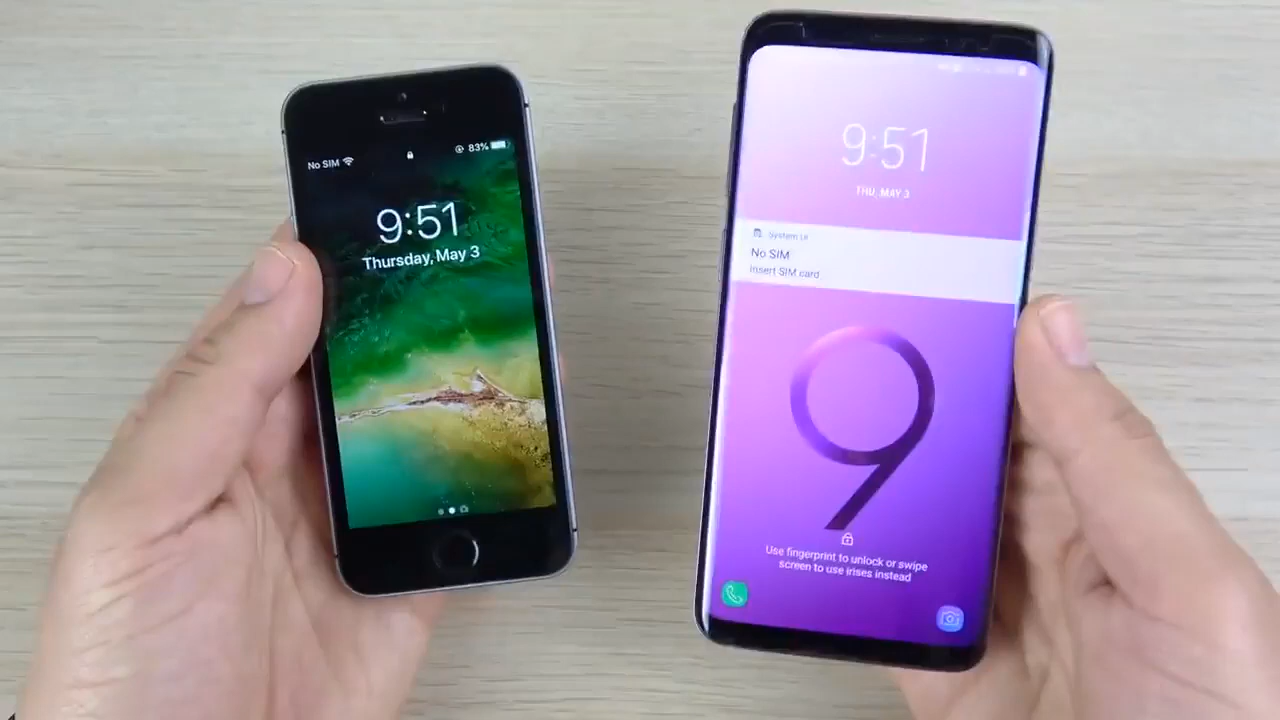 No SIM
83%
9:51
Thursday, May 3
9:51
THU, MAY 3
System UI
No SIM
Insert SIM card
9
Use fingerprint to unlock or swipe
screen to use irises instead